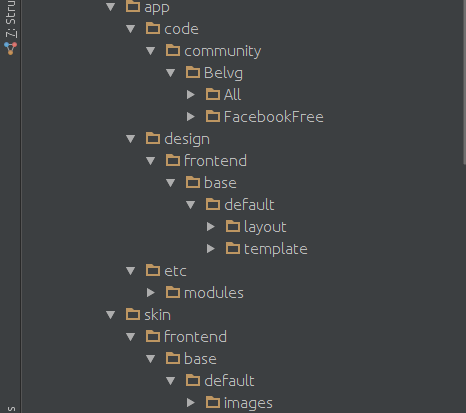 app
code
community
Belvg
All
FacebookFree
design
frontend
base
default
layout
template
etc
modules
skin
frontend
base
default
images
Z: Stru
s